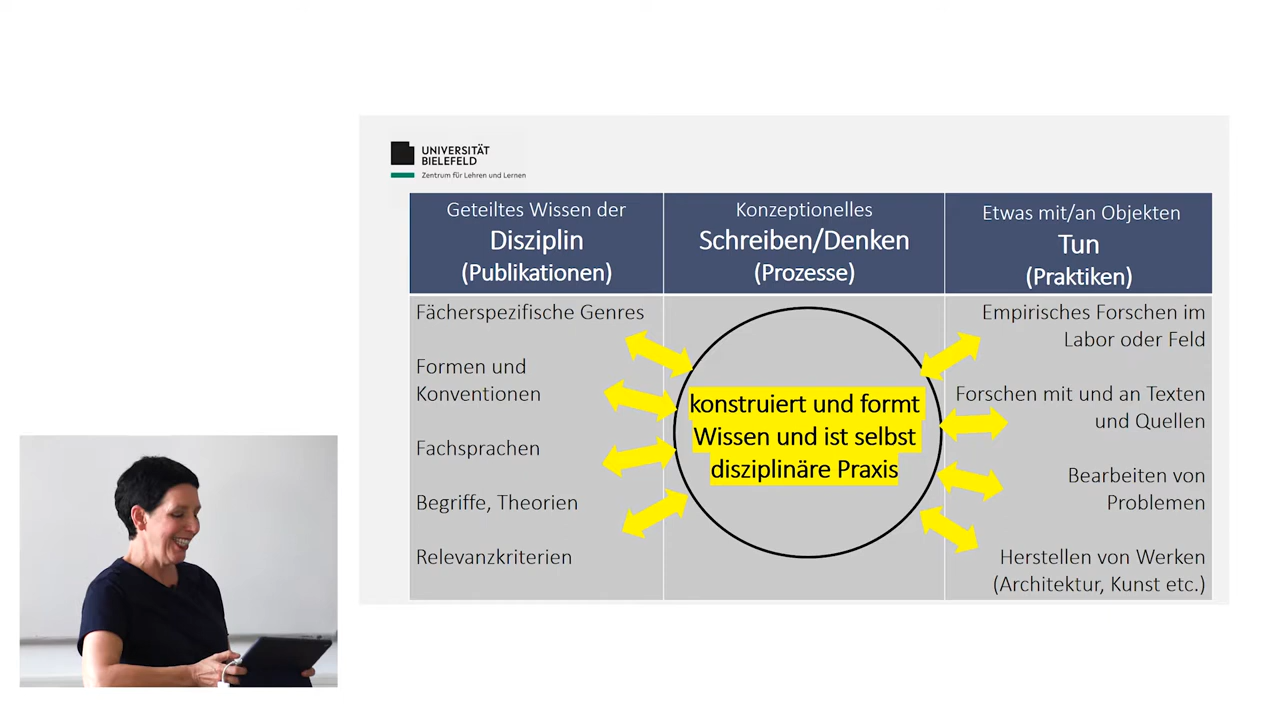 UNIVERSITÄT
BIELEFELD
Zentrum für Lehren und Lernen
Geteiltes Wissen der
Disziplin
(Publikationen)
Konzeptionelles
Schreiben/Denken
(Prozesse)
Etwas mit/an Objekten
Tun
(Praktiken)
Fächerspezifische Genres
Formen und
Konventionen
Fachsprachen
Begriffe, Theorien
Relevanzkriterien
konstruiert und formt
Wissen und ist selbst
disziplinäre Praxis
Empirisches Forschen im
Labor oder Feld
Forschen mit und an Texten
und Quellen
Bearbeiten von
Problemen
Herstellen von Werken
(Architektur, Kunst etc.)